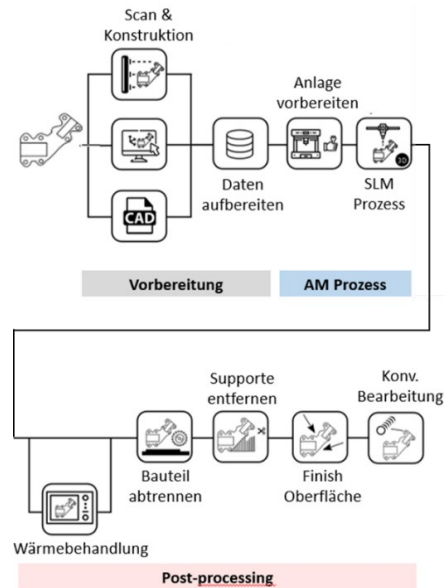 Scan &
Konstruktion
CAD
Daten
aufbereiten
Anlage
vorbereiten
SLM
Prozess
3D
Vorbereitung
AM Prozess
Wärmebehandlung
Bauteil
abtrennen
Supporte
entfernen
Finish
Oberfläche
Konv.
Bearbeitung
Post-processing